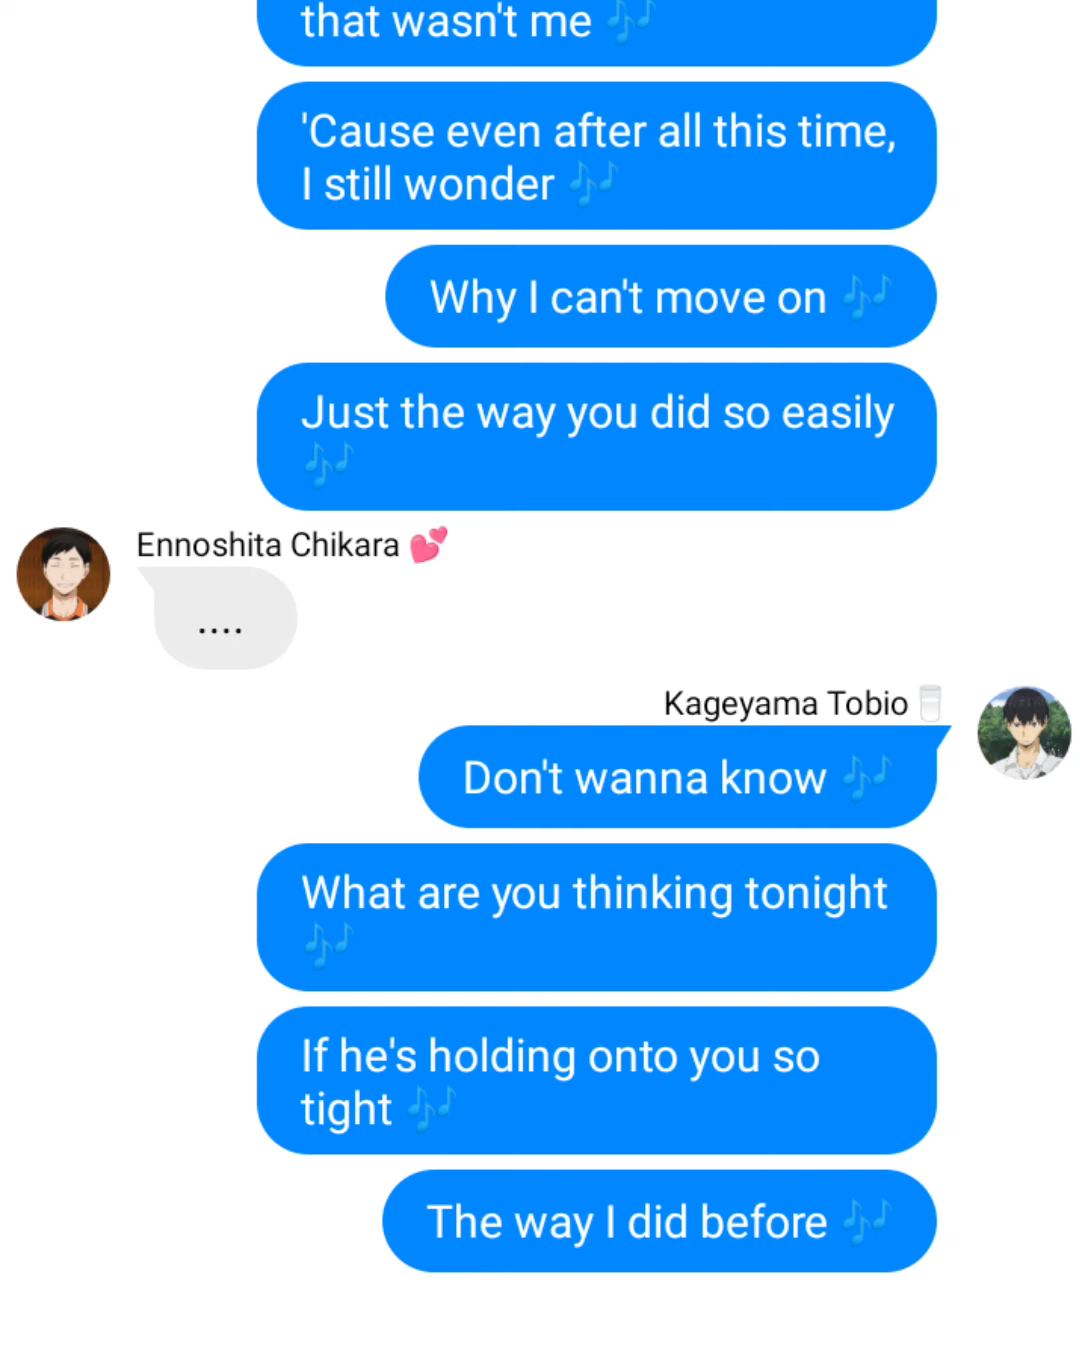 that wasn't me 🎶
'Cause even after all this time,
I still wonder 🎶
Why I can't move on 🎶
Just the way you did so easily
🎶
Ennoshita Chikara 💕
....
Kageyama Tobio🥛
Don't wanna know 🎶
What are you thinking tonight
🎶
If he's holding onto you so
tight 🎶
The way I did before 🎶